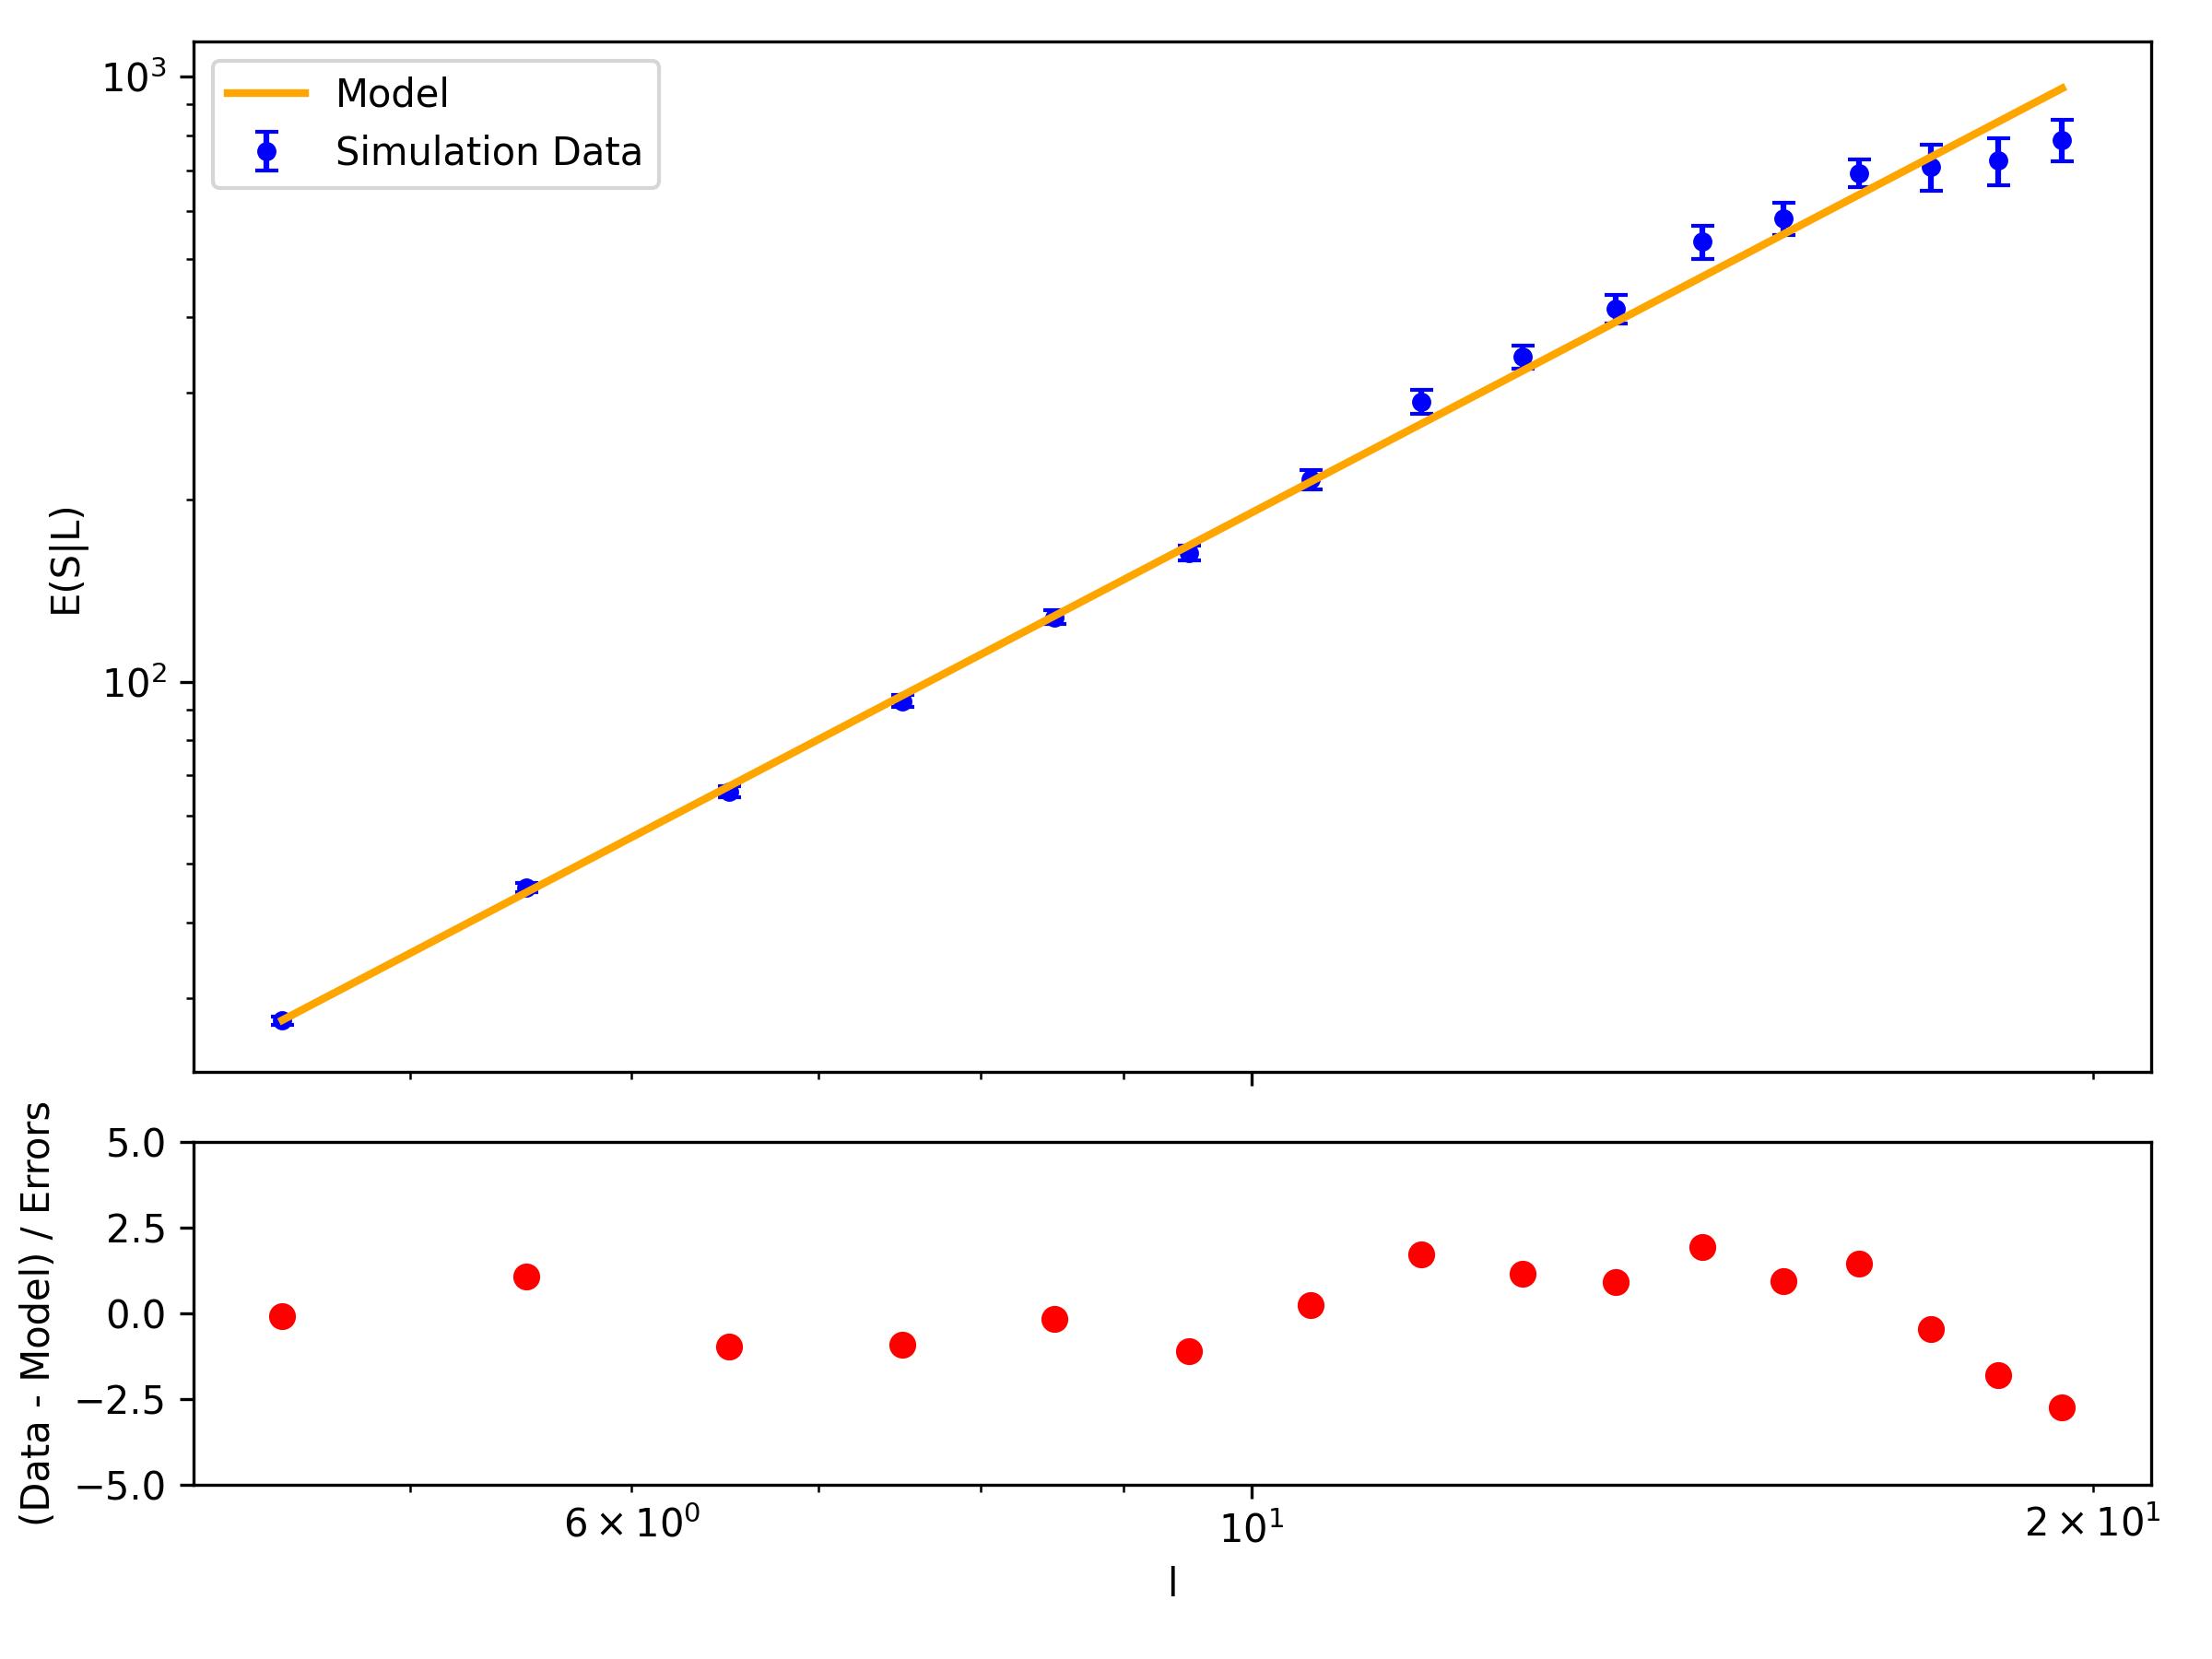 10³
Model
Simulation Data
E(S|L)
10²
(Data - Model) / Errors
5.0
2.5
0.0
−2.5
−5.0
6 × 10⁰
10¹
2 × 10¹
l